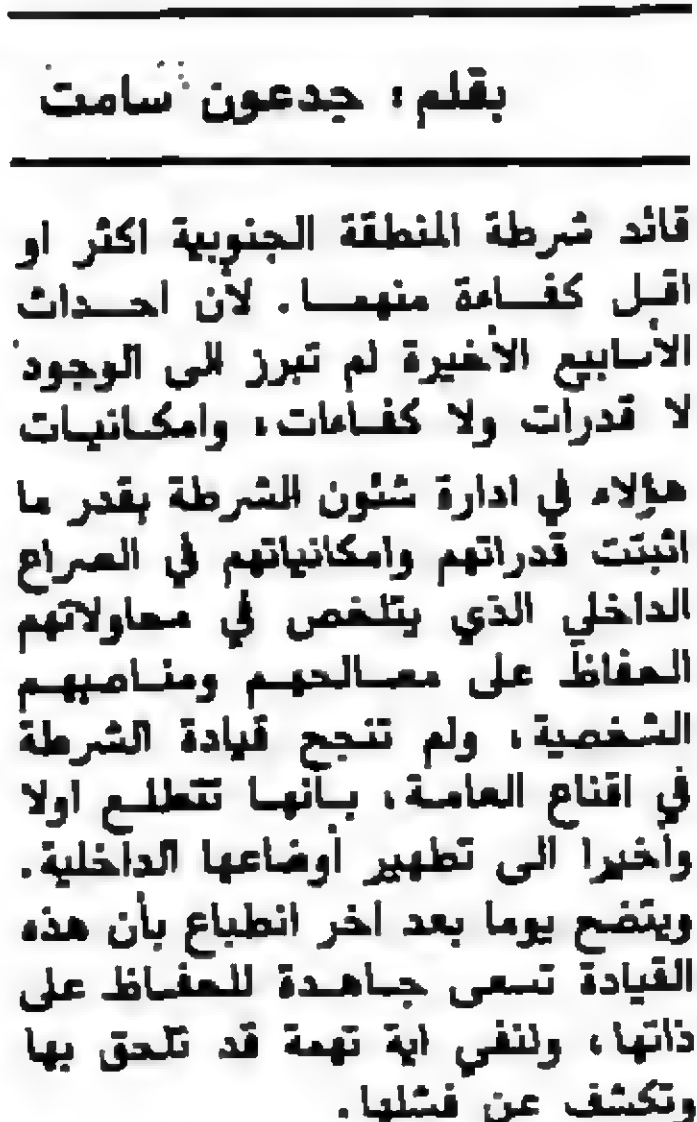 بقلم : جدعون سامت
قائد شرطة المنطقة الجنوبية اكثر او
اقل كفاءة منهما. لأن احداث
الأسابيع الأخيرة لم تبرز الى الوجود
لا قدرات ولا كفاءات، وامكانيات
هؤلاء في ادارة شئون الشرطة بقدر ما
اثبتت قدراتهم وامكانياتهم في الصراع
الداخلي الذي يتلخص في محاولاتهم
الحفاظ على مصالحهم ومناصبهم
الشخصية، ولم تنجح قيادة الشرطة
في اقناع العامة، بانها تتطلع اولا
وأخيرا الى تطهير أوضاعها الداخلية.
ويتضح يوما بعد اخر انطباع بأن هذه
القيادة تسعى جاهدة للحفاظ على
ذاتها، ولنفي اية تهمة قد تلحق بها
وتكشف عن فشلها.